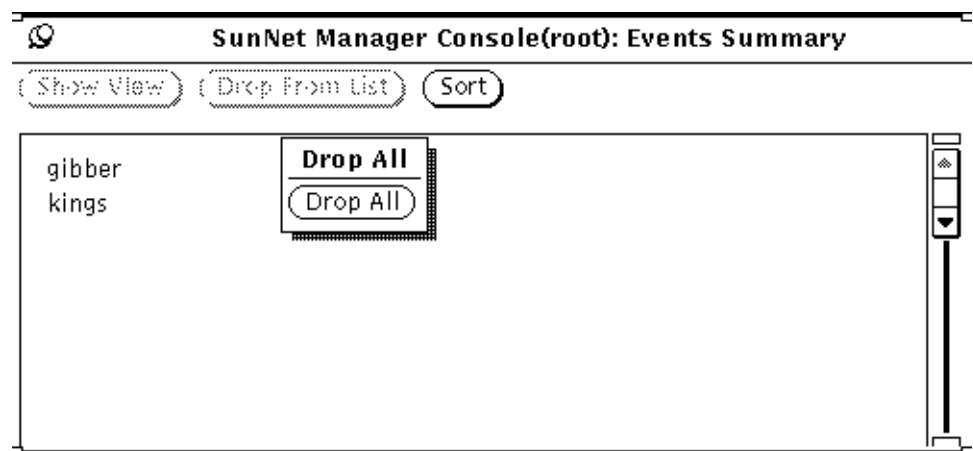 SunNet Manager Console(root): Events Summary
Show View Drop From List Sort
gibber
kings
Drop All
Drop All